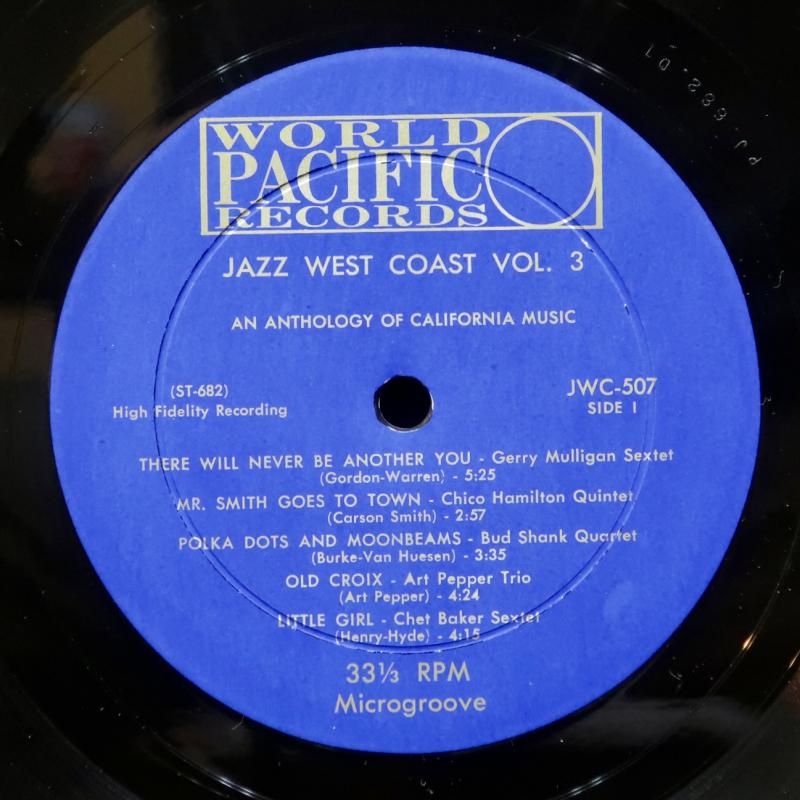 WORLD
PACIFIC
RECORDS
JAZZ WEST COAST VOL. 3
AN ANTHOLOGY OF CALIFORNIA MUSIC
(ST-682)
High Fidelity Recording
JWC-507
SIDE 1
THERE WILL NEVER BE ANOTHER YOU - Gerry Mulligan Sextet
(Gordon-Warren) - 5:25
MR. SMITH GOES TO TOWN - Chico Hamilton Quintet
(Carson Smith) - 2:57
POLKA DOTS AND MOONBEAMS - Bud Shank Quartet
(Burke-Van Huesen) - 3:35
OLD CROIX - Art Pepper Trio
(Art Pepper) - 4:24
LITTLE GIRL - Chet Baker Sextet
(Henry-Hyde) - 4:15
33⅓ RPM
Microgroove